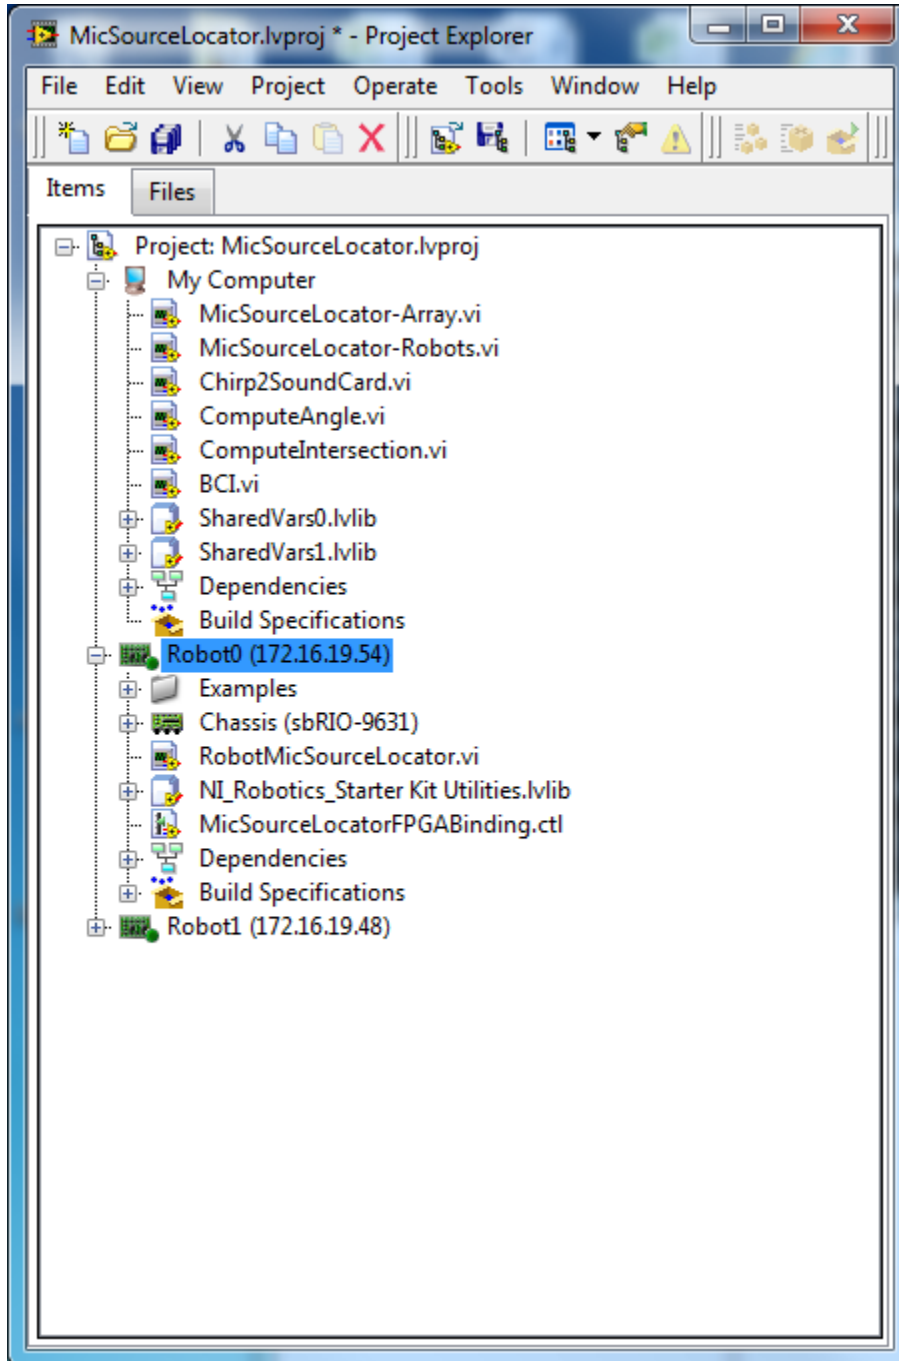 MicSourceLocator.lvproj * - Project Explorer
File Edit View Project Operate Tools Window Help
Items Files
Project: MicSourceLocator.lvproj
My Computer
MicSourceLocator-Array.vi
MicSourceLocator-Robots.vi
Chirp2SoundCard.vi
ComputeAngle.vi
ComputeIntersection.vi
BCI.vi
SharedVars0.lvlib
SharedVars1.lvlib
Dependencies
Build Specifications
Robot0 (172.16.19.54)
Examples
Chassis (sbRIO-9631)
RobotMicSourceLocator.vi
NI_Robotics_Starter Kit Utilities.lvlib
MicSourceLocatorFPGABinding.ctl
Dependencies
Build Specifications
Robot1 (172.16.19.48)